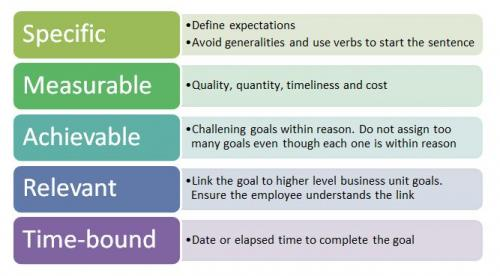 Specific
•Define expectations
•Avoid generalities and use verbs to start the sentence
Measurable
•Quality, quantity, timeliness and cost
Achievable
•Challening goals within reason. Do not assign too
many goals even though each one is within reason
Relevant
•Link the goal to higher level business unit goals.
Ensure the employee understands the link
Time-bound
•Date or elapsed time to complete the goal